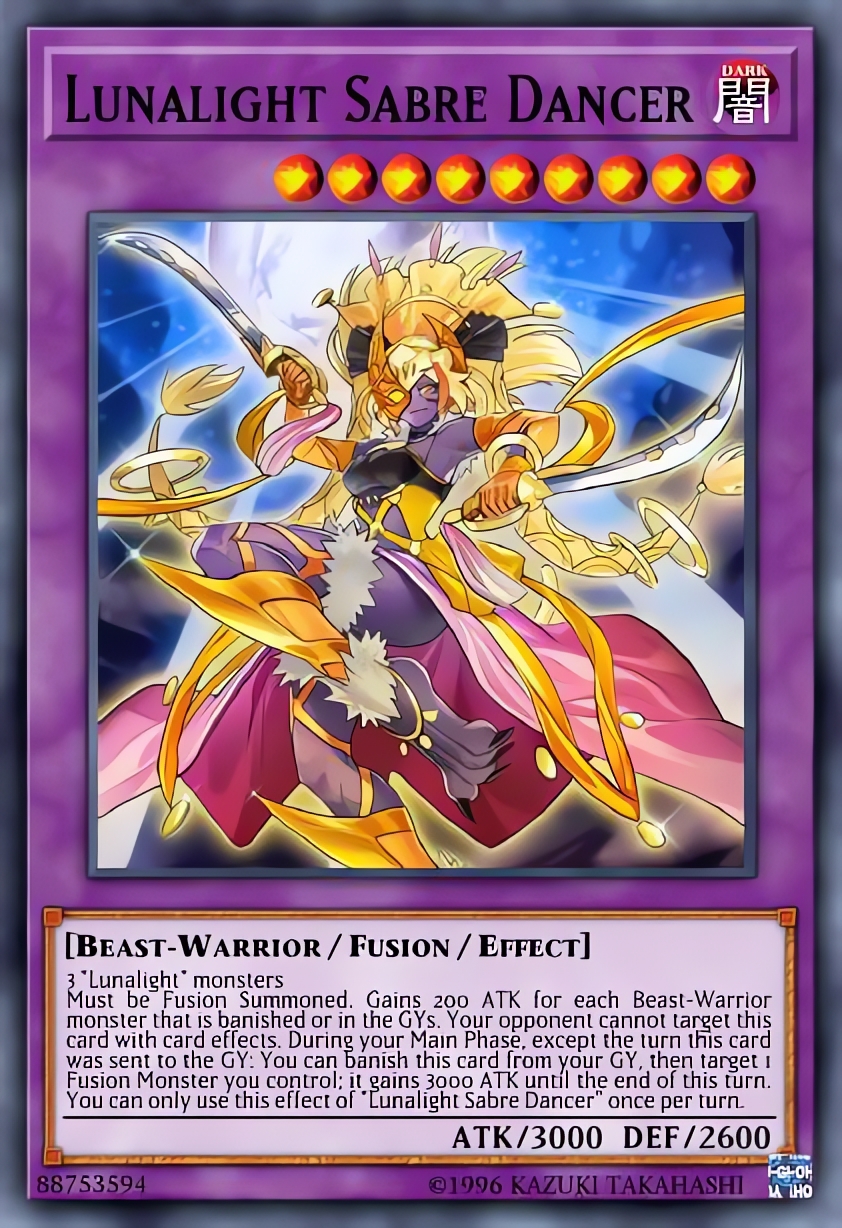 Lunalight Sabre Dancer
DARK
闇
[Beast-Warrior / Fusion / Effect]
3 "Lunalight" monsters
Must be Fusion Summoned. Gains 200 ATK for each Beast-Warrior
monster that is banished or in the GYs. Your opponent cannot target this
card with card effects. During your Main Phase, except the turn this card
was sent to the GY: You can banish this card from your GY, then target 1
Fusion Monster you control; it gains 3000 ATK until the end of this turn.
You can only use this effect of "Lunalight Sabre Dancer" once per turn.
ATK/3000 DEF/2600
88753594
©1996 KAZUKI TAKAHASHI